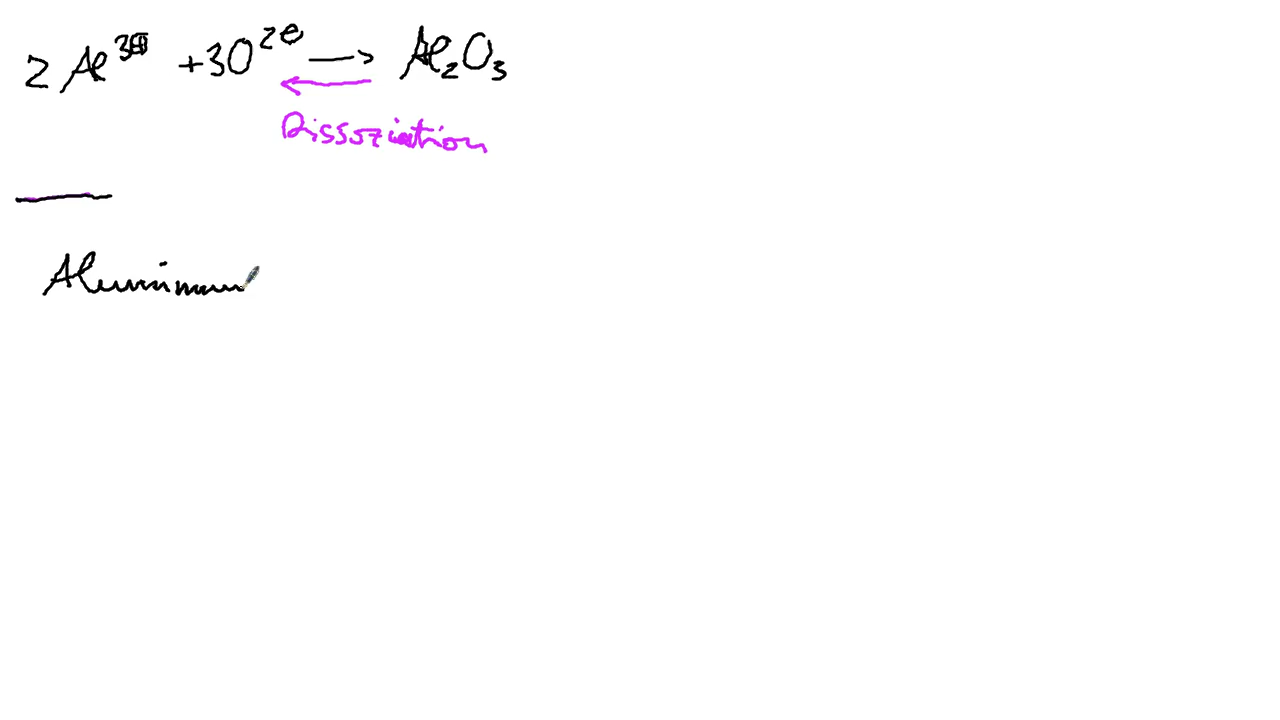 2 Al³⊕ + 3O²⊖ → Al₂O₃
←
Dissoziation
Aluminium